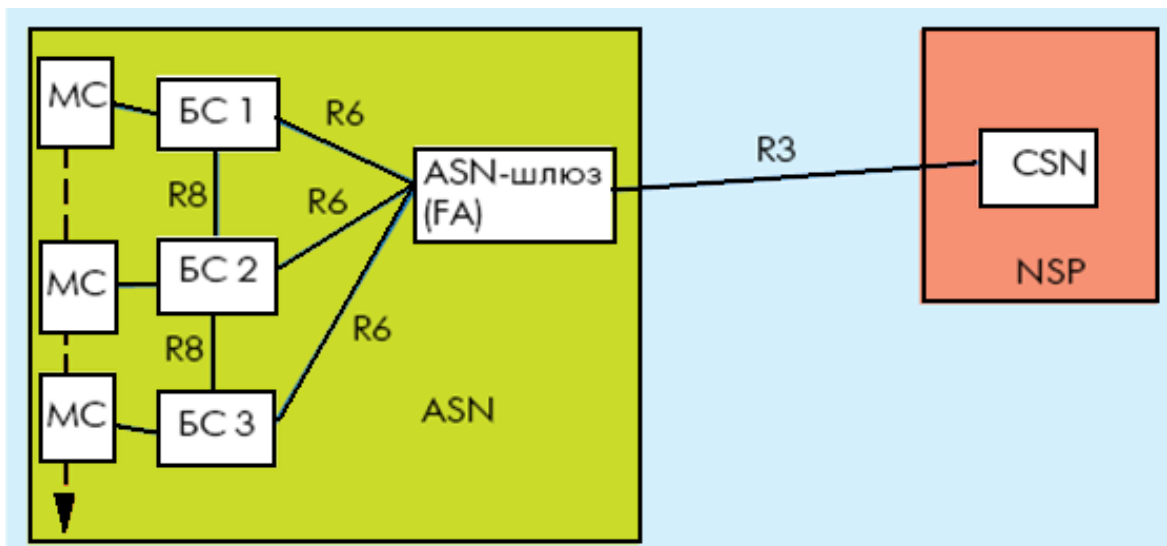 МС
БС 1
R6
R8
R6
ASN-шлюз
(FA)
R3
CSN
NSP
МС
БС 2
R8
R6
МС
БС 3
ASN